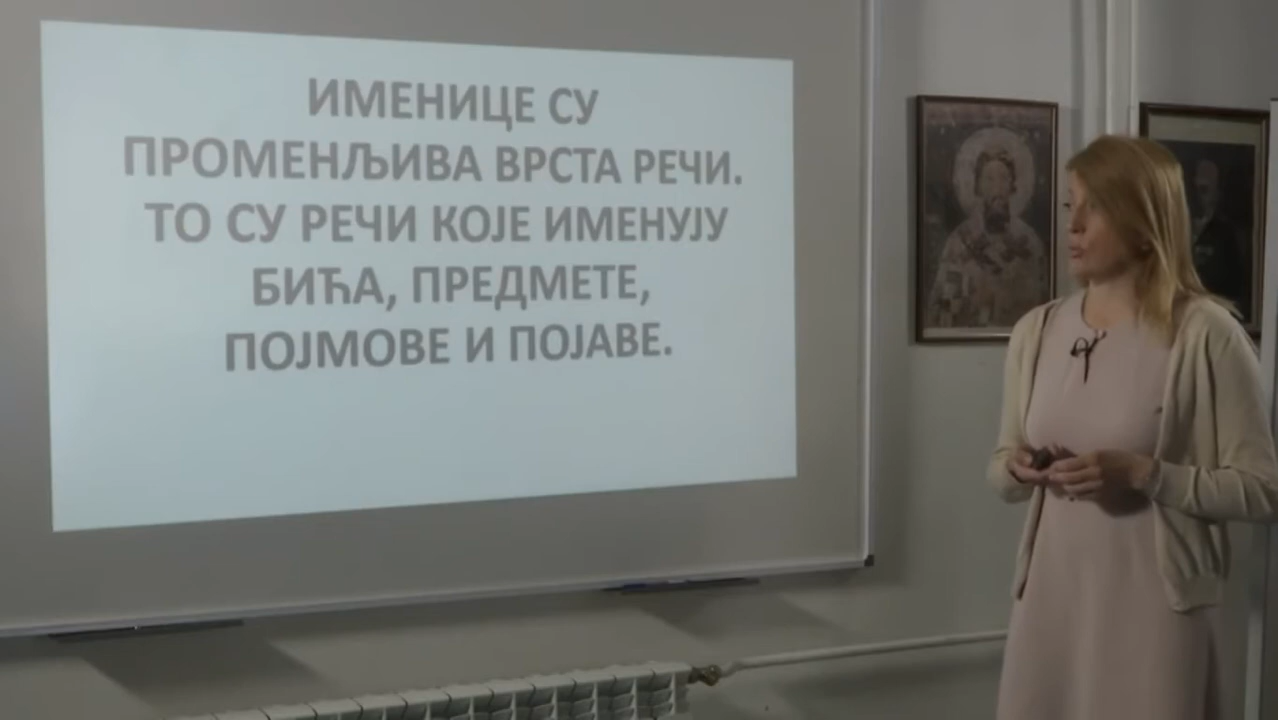 ИМЕНИЦЕ СУ
ПРОМЕНЉИВА ВРСТА РЕЧИ.
ТО СУ РЕЧИ КОЈЕ ИМЕНУЈУ
БИЋА, ПРЕДМЕТЕ,
ПОЈМОВЕ И ПОЈАВЕ.